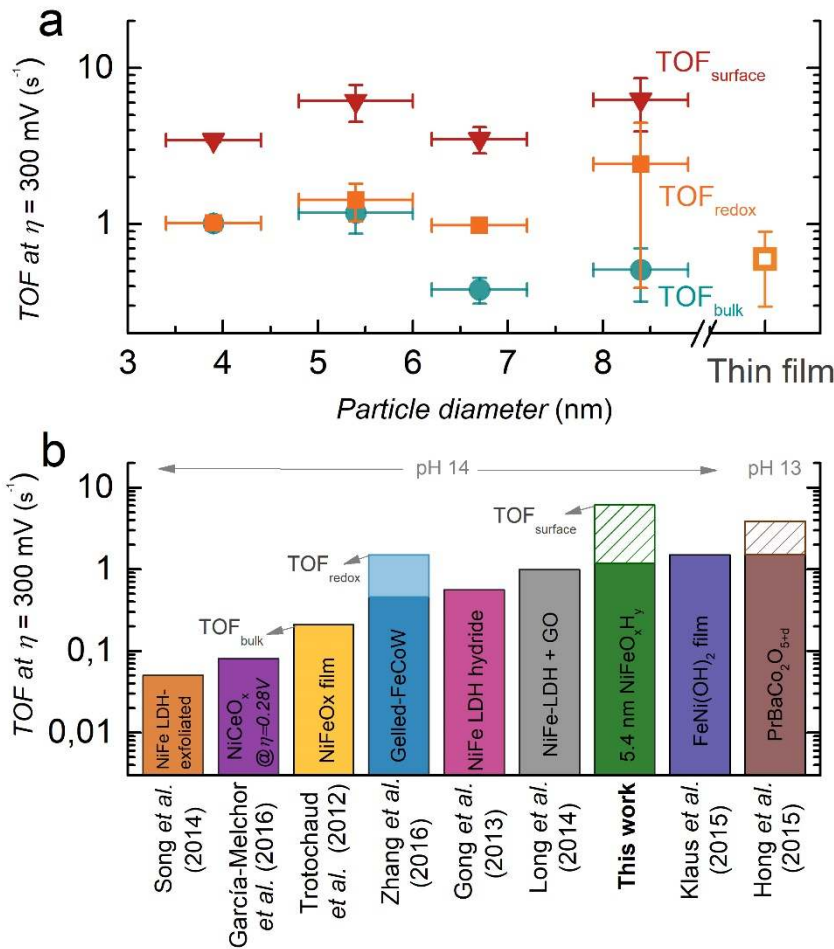 a
TOF at η = 300 mV (s⁻¹)
10
1
TOF_surface
TOF_redox
TOF_bulk
3
4
5
6
7
8
Thin film
Particle diameter (nm)
b
TOF at η = 300 mV (s⁻¹)
10
1
0,1
0,01
pH 14
pH 13
TOF_surface
TOF_redox
TOF_bulk
NiFe LDH-
exfoliated
NiCeOₓ
@η=0.28V
NiFeOx film
Gelled-FeCoW
NiFe LDH hydride
NiFe-LDH + GO
5.4 nm NiFeOₓH_y
FeNi(OH)₂ film
PrBaCo₂O₅₊d
Song et al.
(2014)
García-Melchor
et al. (2016)
Trotochaud
et al. (2012)
Zhang et al.
(2016)
Gong et al.
(2013)
Long et al.
(2014)
This work
Klaus et al.
(2015)
Hong et al.
(2015)